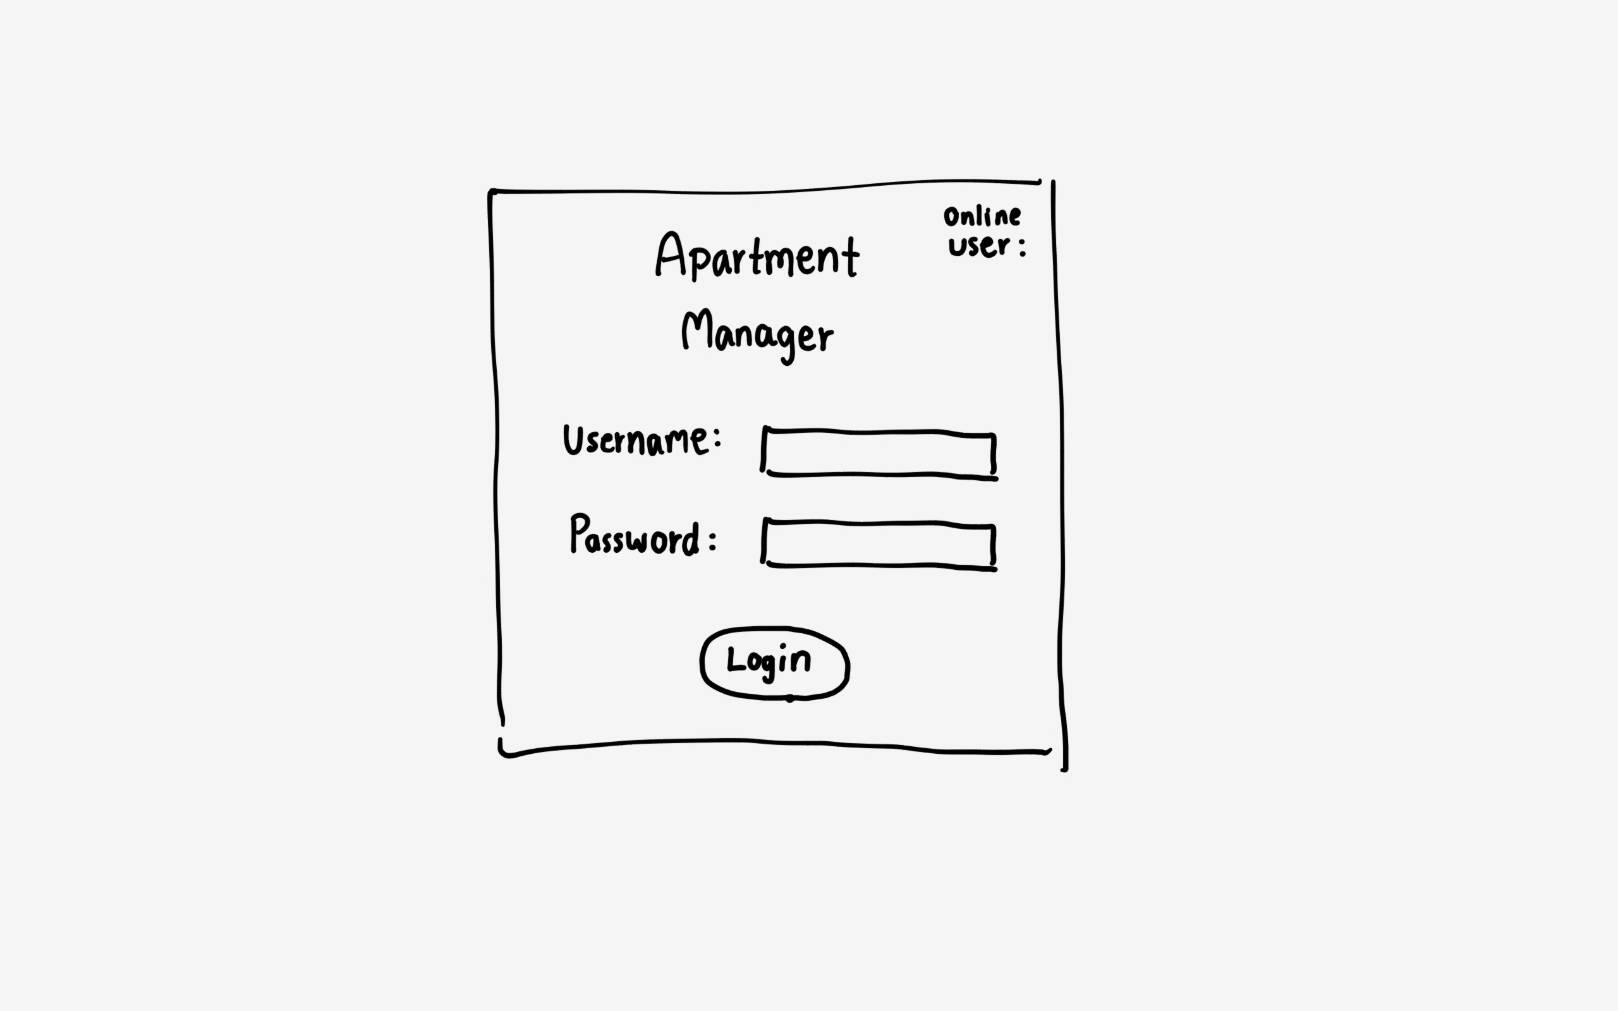 Online
user:
Apartment
Manager
Username:
Password:
Login